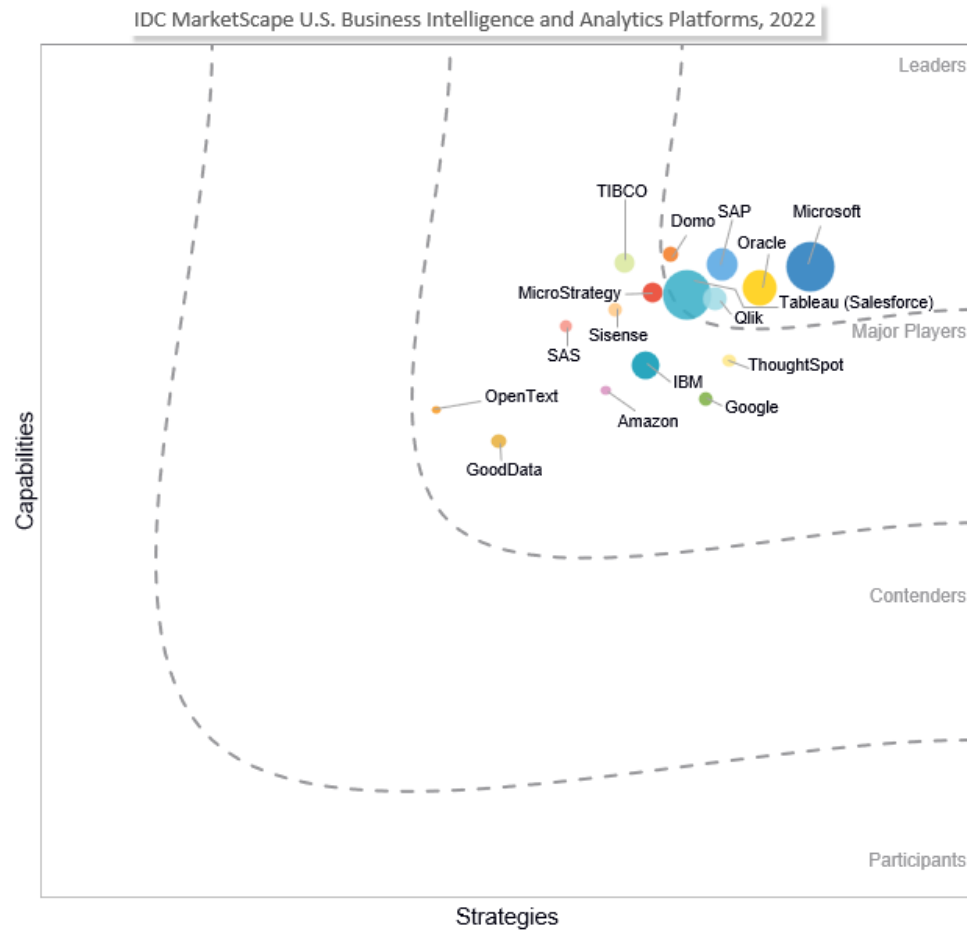 IDC MarketScape U.S. Business Intelligence and Analytics Platforms, 2022
Leaders
TIBCO
Domo
SAP
Microsoft
Oracle
MicroStrategy
Tableau (Salesforce)
Qlik
Major Players
Sisense
SAS
ThoughtSpot
IBM
OpenText
Google
Amazon
GoodData
Capabilities
Contenders
Participants
Strategies